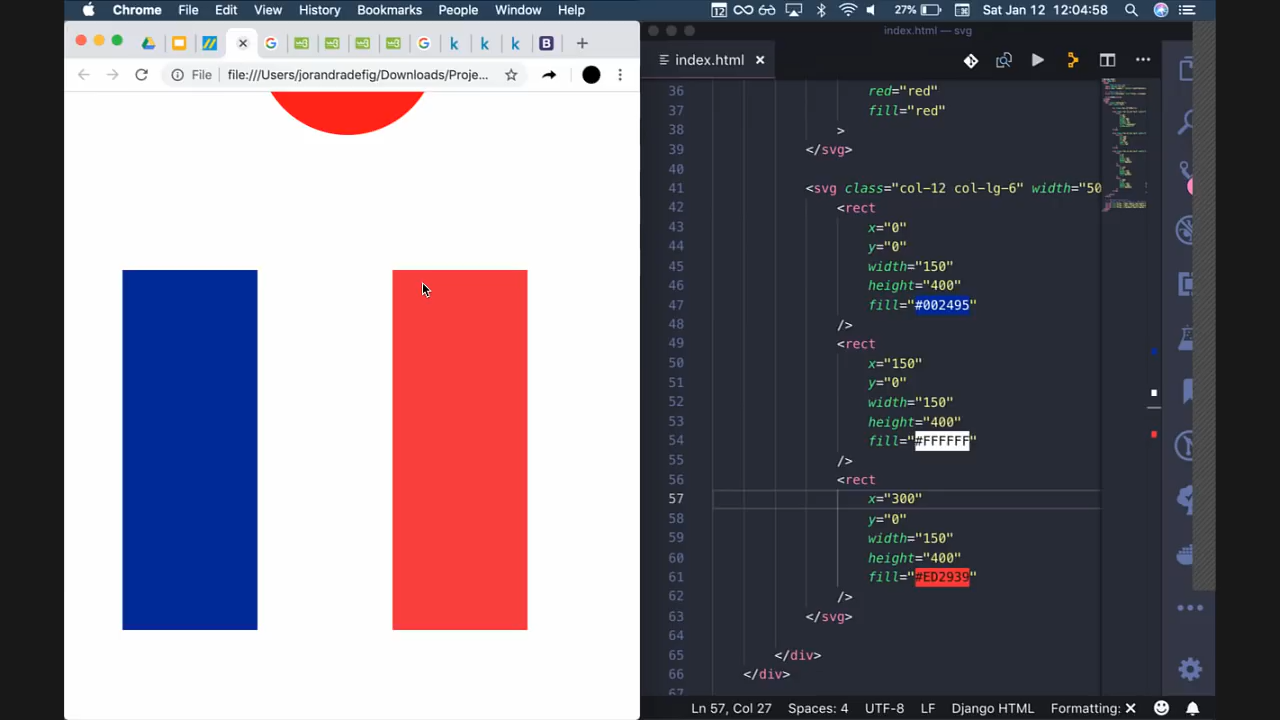 Chrome File Edit View History Bookmarks People Window Help 27% Sat Jan 12 12:04:58
index.html — svg
index.html
File file:///Users/jorandradefig/Downloads/Proje...
36 red="red"
37 fill="red"
38 >
39 </svg>
40
41 <svg class="col-12 col-lg-6" width="50
42 <rect
43 x="0"
44 y="0"
45 width="150"
46 height="400"
47 fill="#002495"
48 />
49 <rect
50 x="150"
51 y="0"
52 width="150"
53 height="400"
54 fill="#FFFFFF"
55 />
56 <rect
57 x="300"
58 y="0"
59 width="150"
60 height="400"
61 fill="#ED2939"
62 />
63 </svg>
64
65 </div>
66 </div>
67
Ln 57, Col 27 Spaces: 4 UTF-8 LF Django HTML Formatting: ×